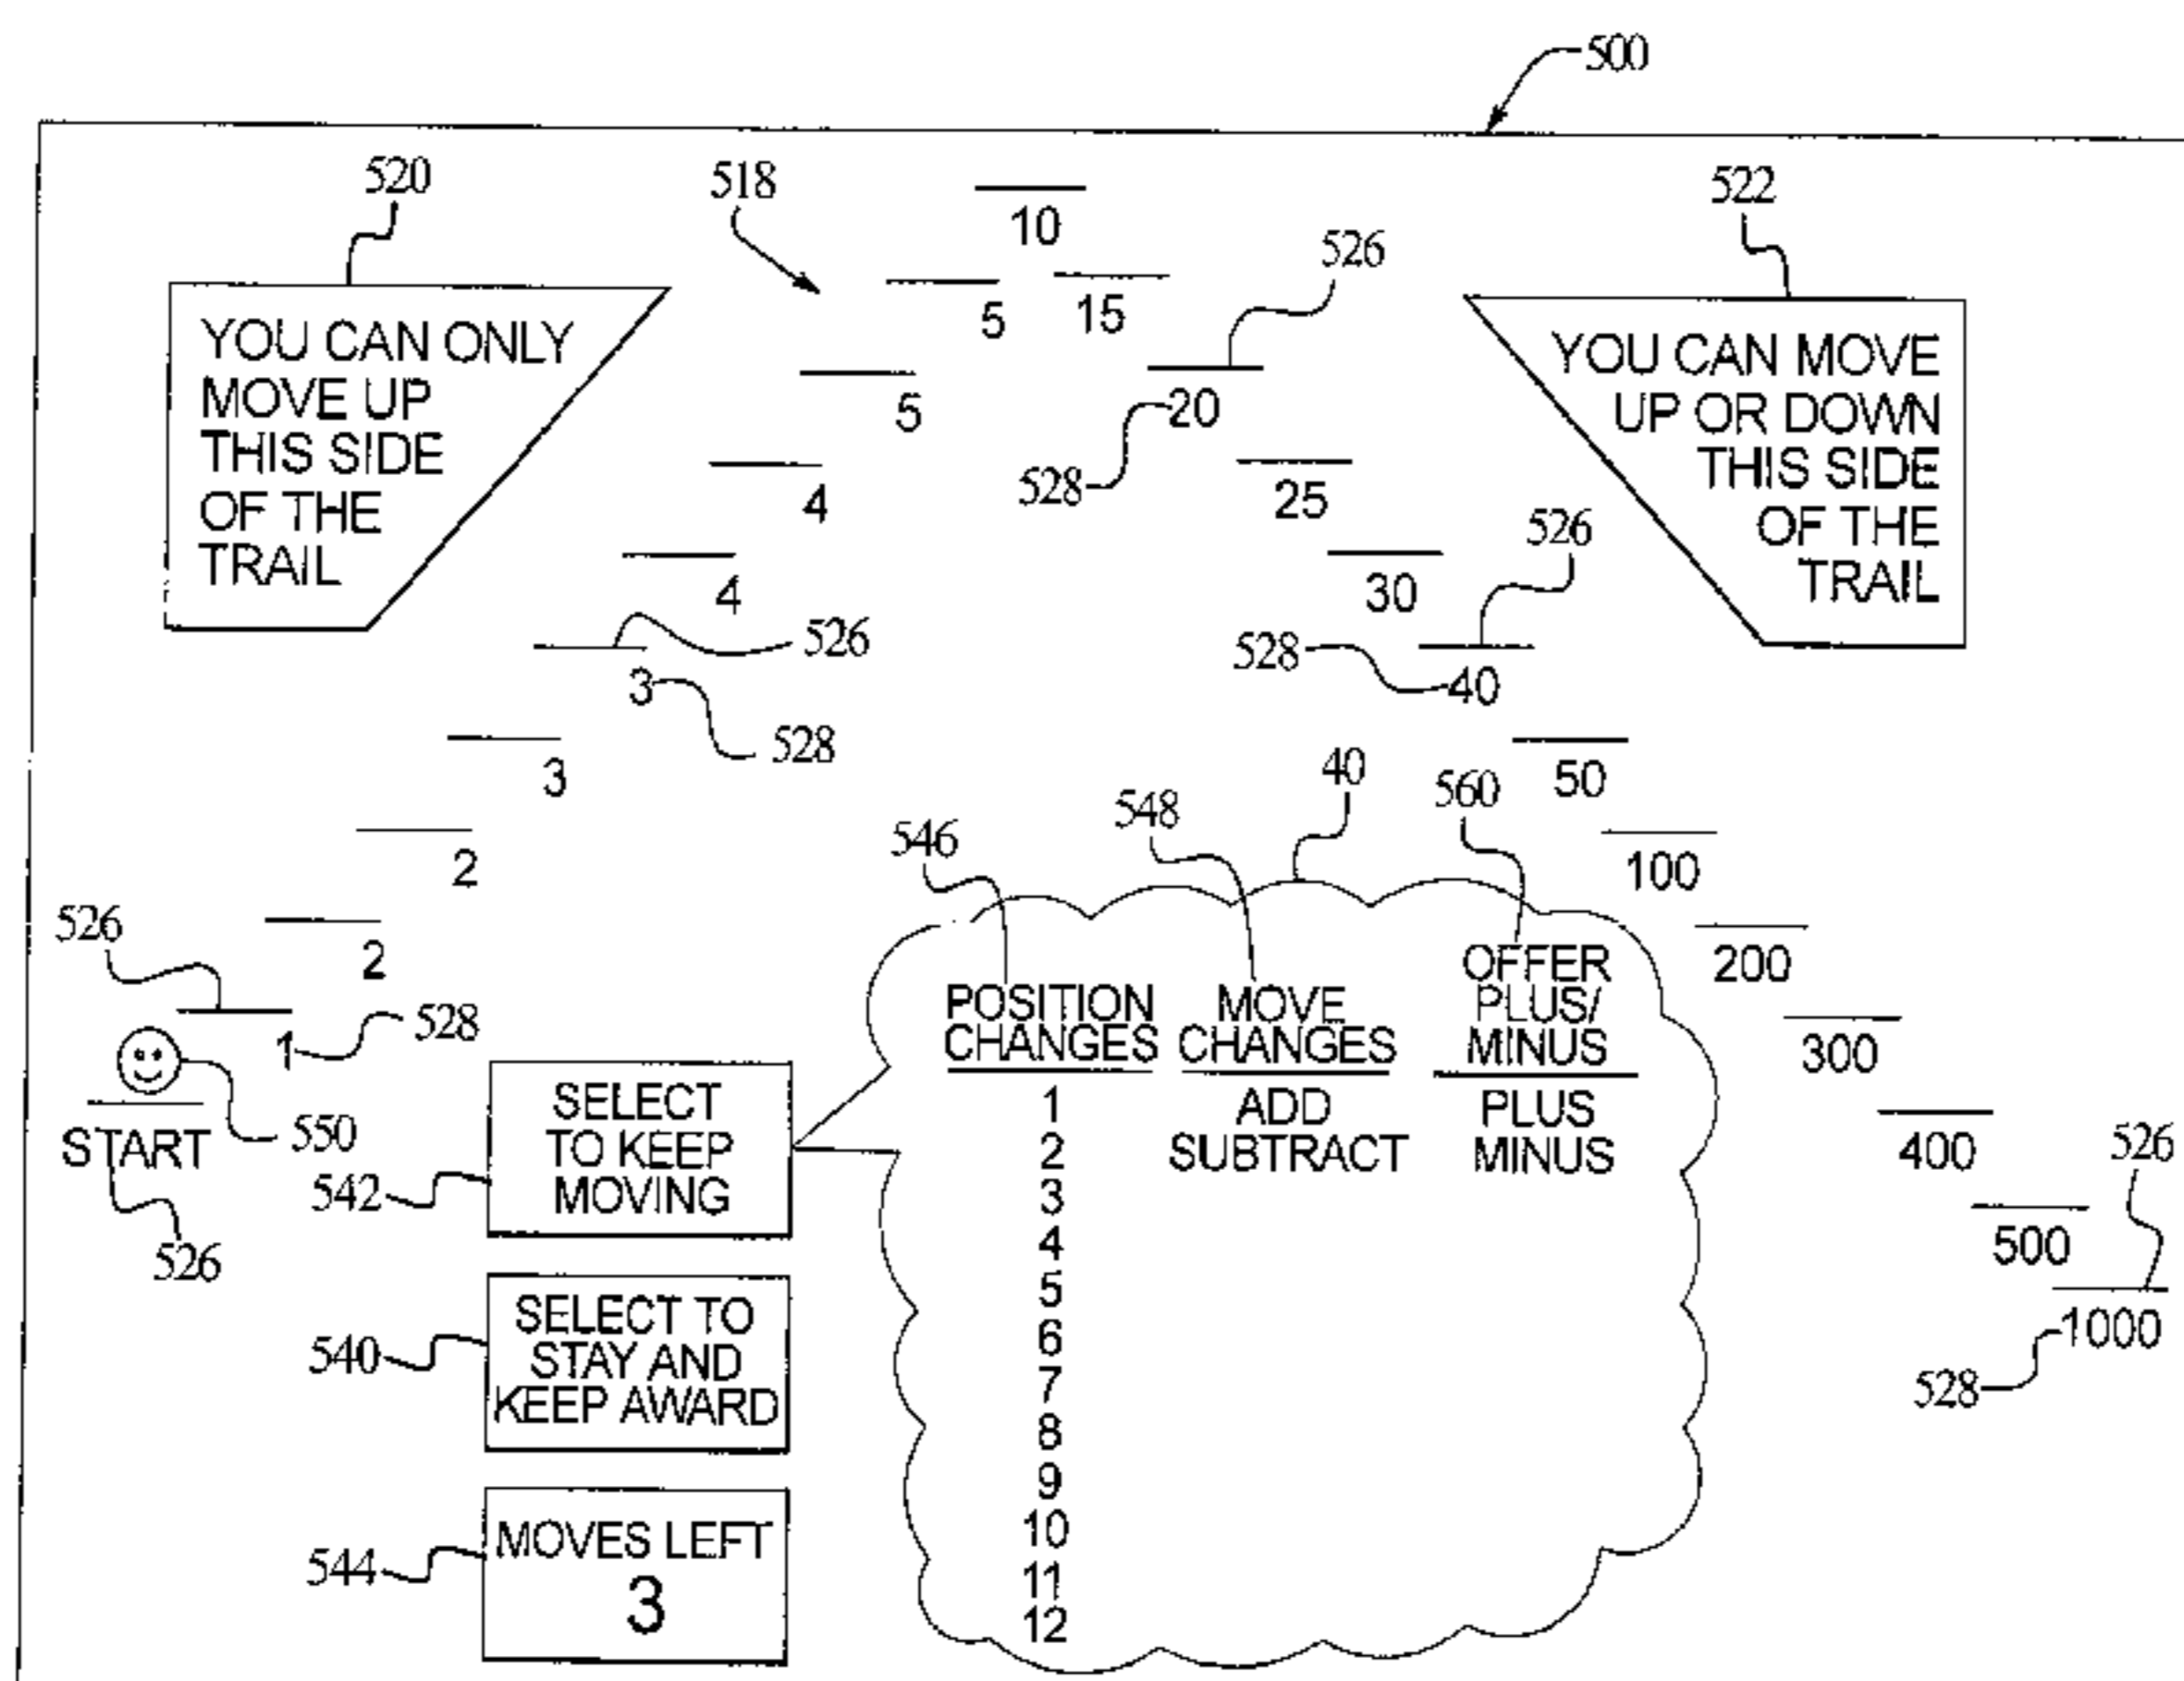 500
520
518
10
522
5
15
526
YOU CAN ONLY
MOVE UP
THIS SIDE
OF THE
TRAIL
YOU CAN MOVE
UP OR DOWN
THIS SIDE
OF THE
TRAIL
5
528
20
4
25
526
4
30
526
3
528
528
40
3
50
546
548
40
560
2
100
526
2
200
1
528
300
550
START
526
400
526
500
1000
528
542
SELECT
TO KEEP
MOVING
540
SELECT TO
STAY AND
KEEP AWARD
544
MOVES LEFT
3
POSITION
CHANGES
1
2
3
4
5
6
7
8
9
10
11
12
MOVE
CHANGES
ADD
SUBTRACT
OFFER
PLUS/
MINUS
PLUS
MINUS